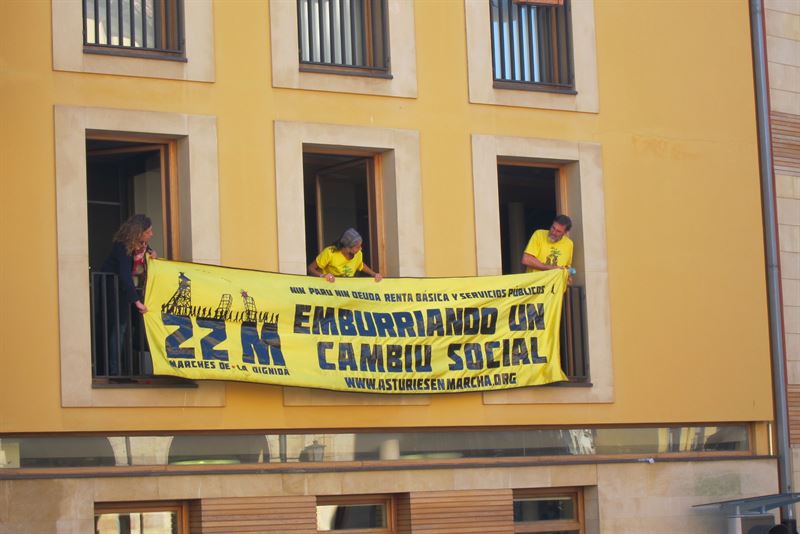 NIN PARU NIN DEUDA RENTA BÁSICA Y SERVICIOS PÚBLICOS
22 M
MARCHES DE LA DIGNIDÁ
EMBURRIANDO UN
CAMBIU SOCIAL
WWW.ASTURIESENMARCHA.ORG